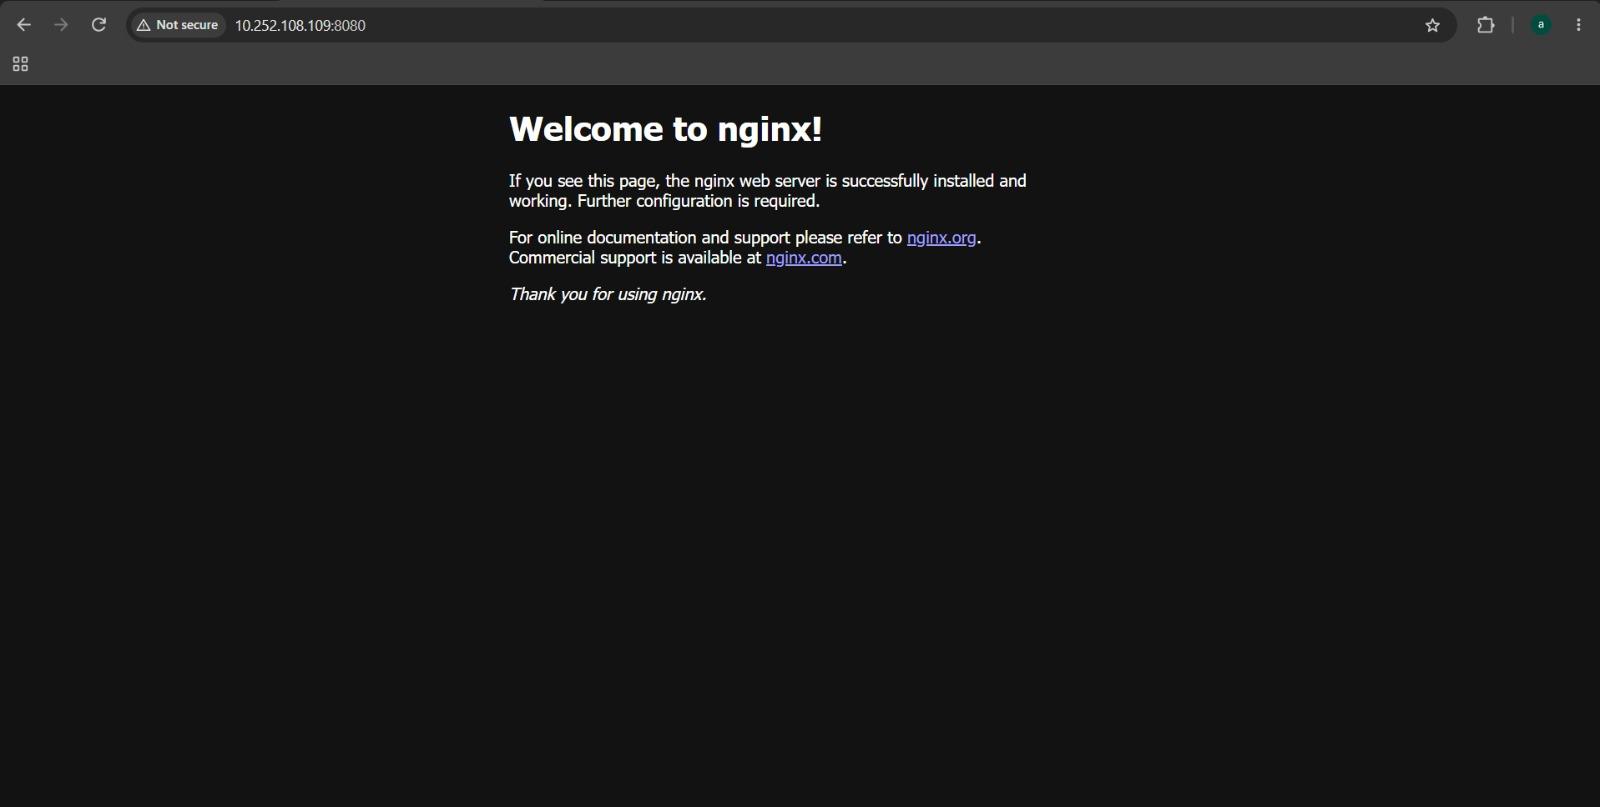 Not secure 10.252.108.109:8080
a
Welcome to nginx!
If you see this page, the nginx web server is successfully installed and
working. Further configuration is required.
For online documentation and support please refer to nginx.org.
Commercial support is available at nginx.com.
Thank you for using nginx.